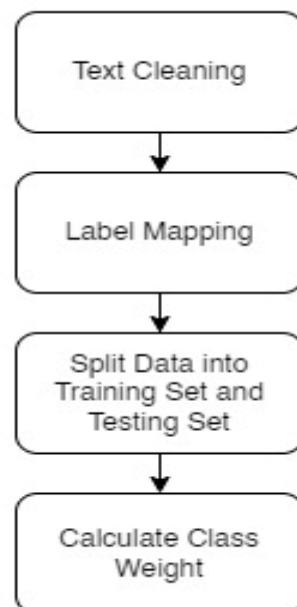 Text Cleaning
Label Mapping
Split Data into
Training Set and
Testing Set
Calculate Class
Weight